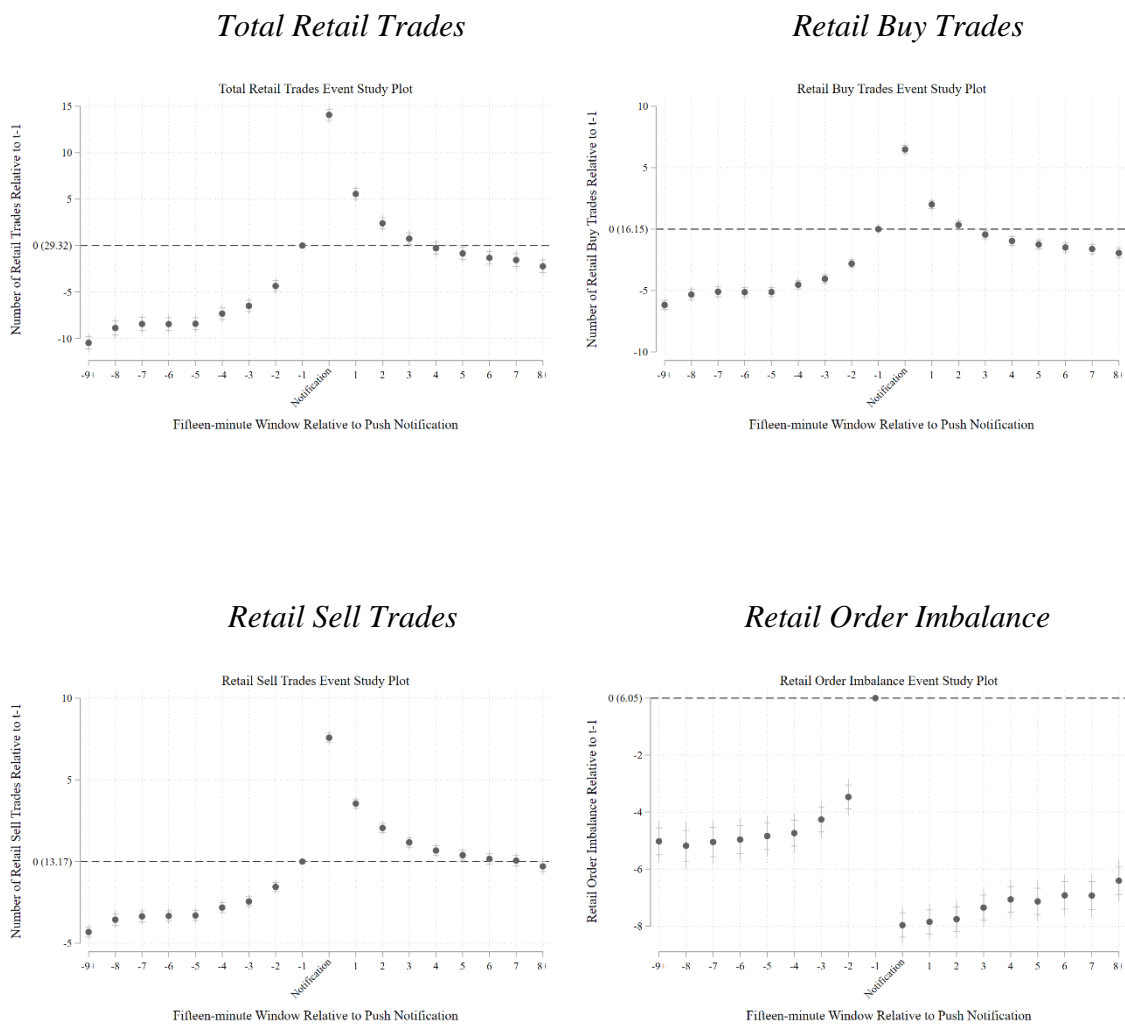 Total Retail Trades
Retail Buy Trades
Total Retail Trades Event Study Plot
Number of Retail Trades Relative to t-1
15
10
5
0 (29.32)
-5
-10
-9+ -8 -7 -6 -5 -4 -3 -2 -1 Notification 1 2 3 4 5 6 7 8+
Fifteen-minute Window Relative to Push Notification
Retail Buy Trades Event Study Plot
Number of Retail Buy Trades Relative to t-1
10
5
0 (16.15)
-5
-10
-9+ -8 -7 -6 -5 -4 -3 -2 -1 Notification 1 2 3 4 5 6 7 8+
Fifteen-minute Window Relative to Push Notification
Retail Sell Trades
Retail Order Imbalance
Retail Sell Trades Event Study Plot
Number of Retail Sell Trades Relative to t-1
10
5
0 (13.17)
-5
-9+ -8 -7 -6 -5 -4 -3 -2 -1 Notification 1 2 3 4 5 6 7 8+
Fifteen-minute Window Relative to Push Notification
Retail Order Imbalance Event Study Plot
Retail Order Imbalance Relative to t-1
0 (6.05)
-2
-4
-6
-8
-9+ -8 -7 -6 -5 -4 -3 -2 -1 Notification 1 2 3 4 5 6 7 8+
Fifteen-minute Window Relative to Push Notification